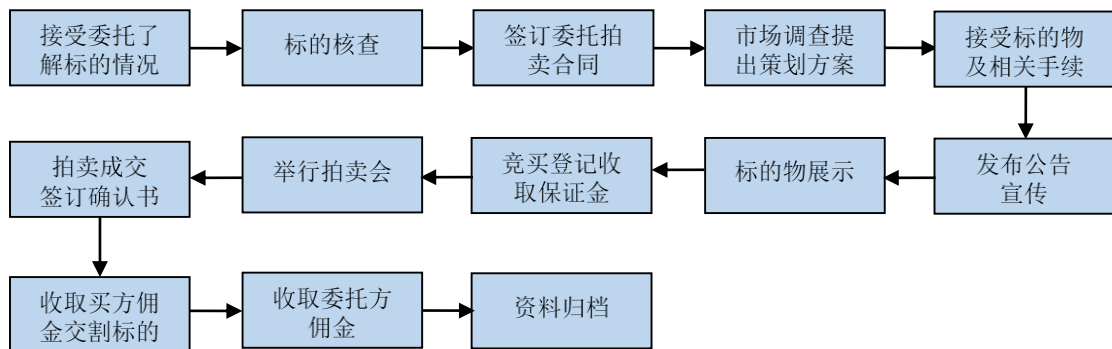 接受委托了
解标的情况
标的核查
签订委托拍
卖合同
市场调查提
出策划方案
接受标的物
及相关手续
发布公告
宣传
标的物展示
竞买登记收
取保证金
举行拍卖会
拍卖成交
签订确认书
收取买方佣
金交割标的
收取委托方
佣金
资料归档